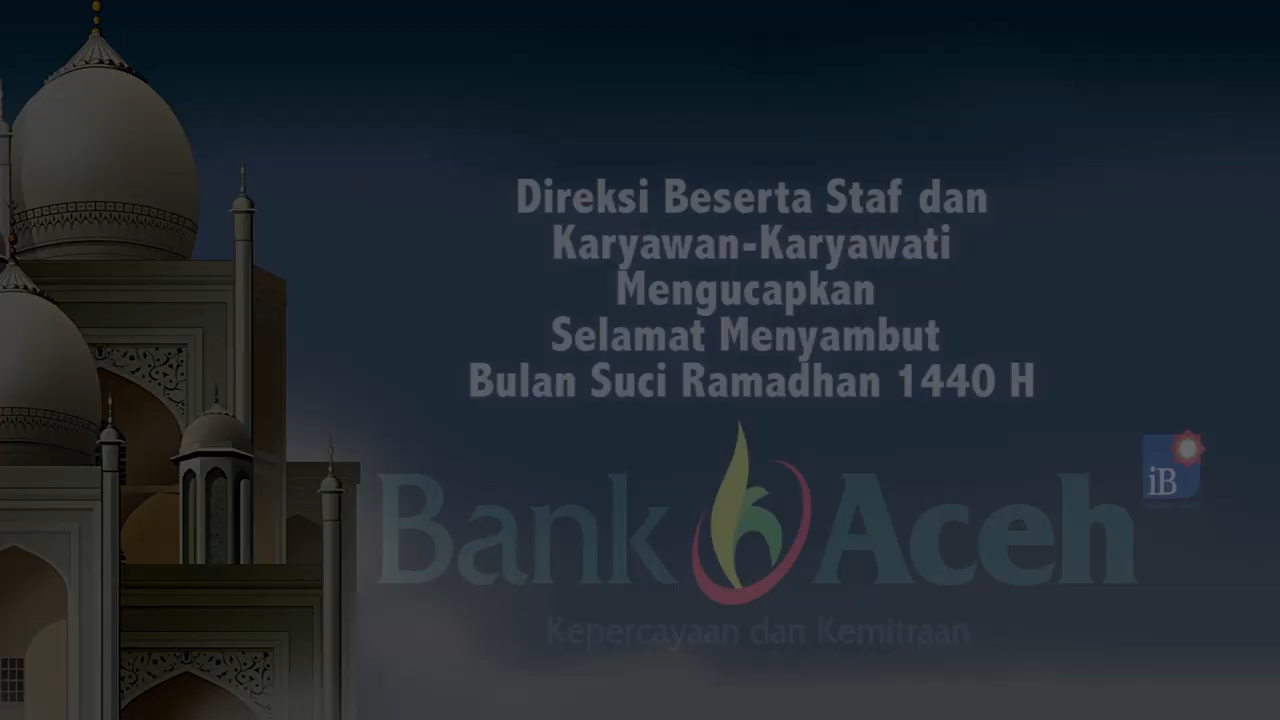 Direksi Beserta Staf dan
Karyawan-Karyawati
Mengucapkan
Selamat Menyambut
Bulan Suci Ramadhan 1440 H
Bank Aceh
iB
Kepercayaan dan Kemitraan